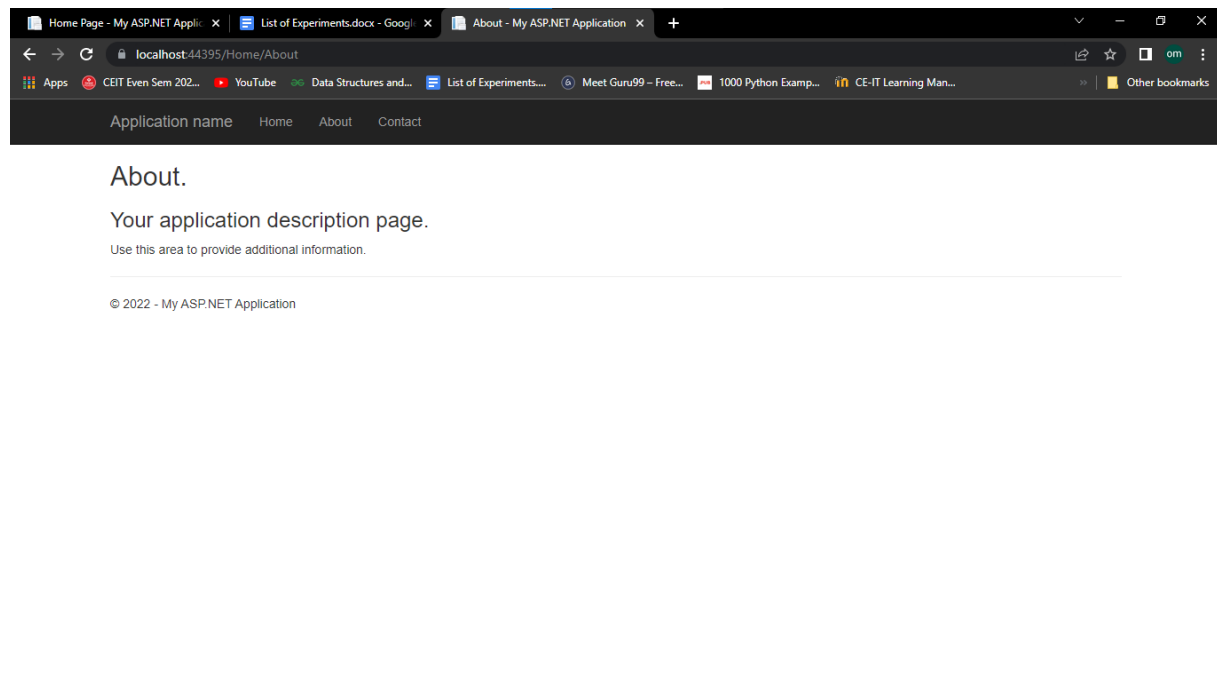 Home Page - My ASP.NET Applic
List of Experiments.docx - Googl
About - My ASP.NET Application
localhost:44395/Home/About
om
Apps CEIT Even Sem 202... YouTube Data Structures and... List of Experiments.... Meet Guru99 – Free... 1000 Python Examp... CE-IT Learning Man... » Other bookmarks
Application name Home About Contact
About.
Your application description page.
Use this area to provide additional information.
© 2022 - My ASP.NET Application